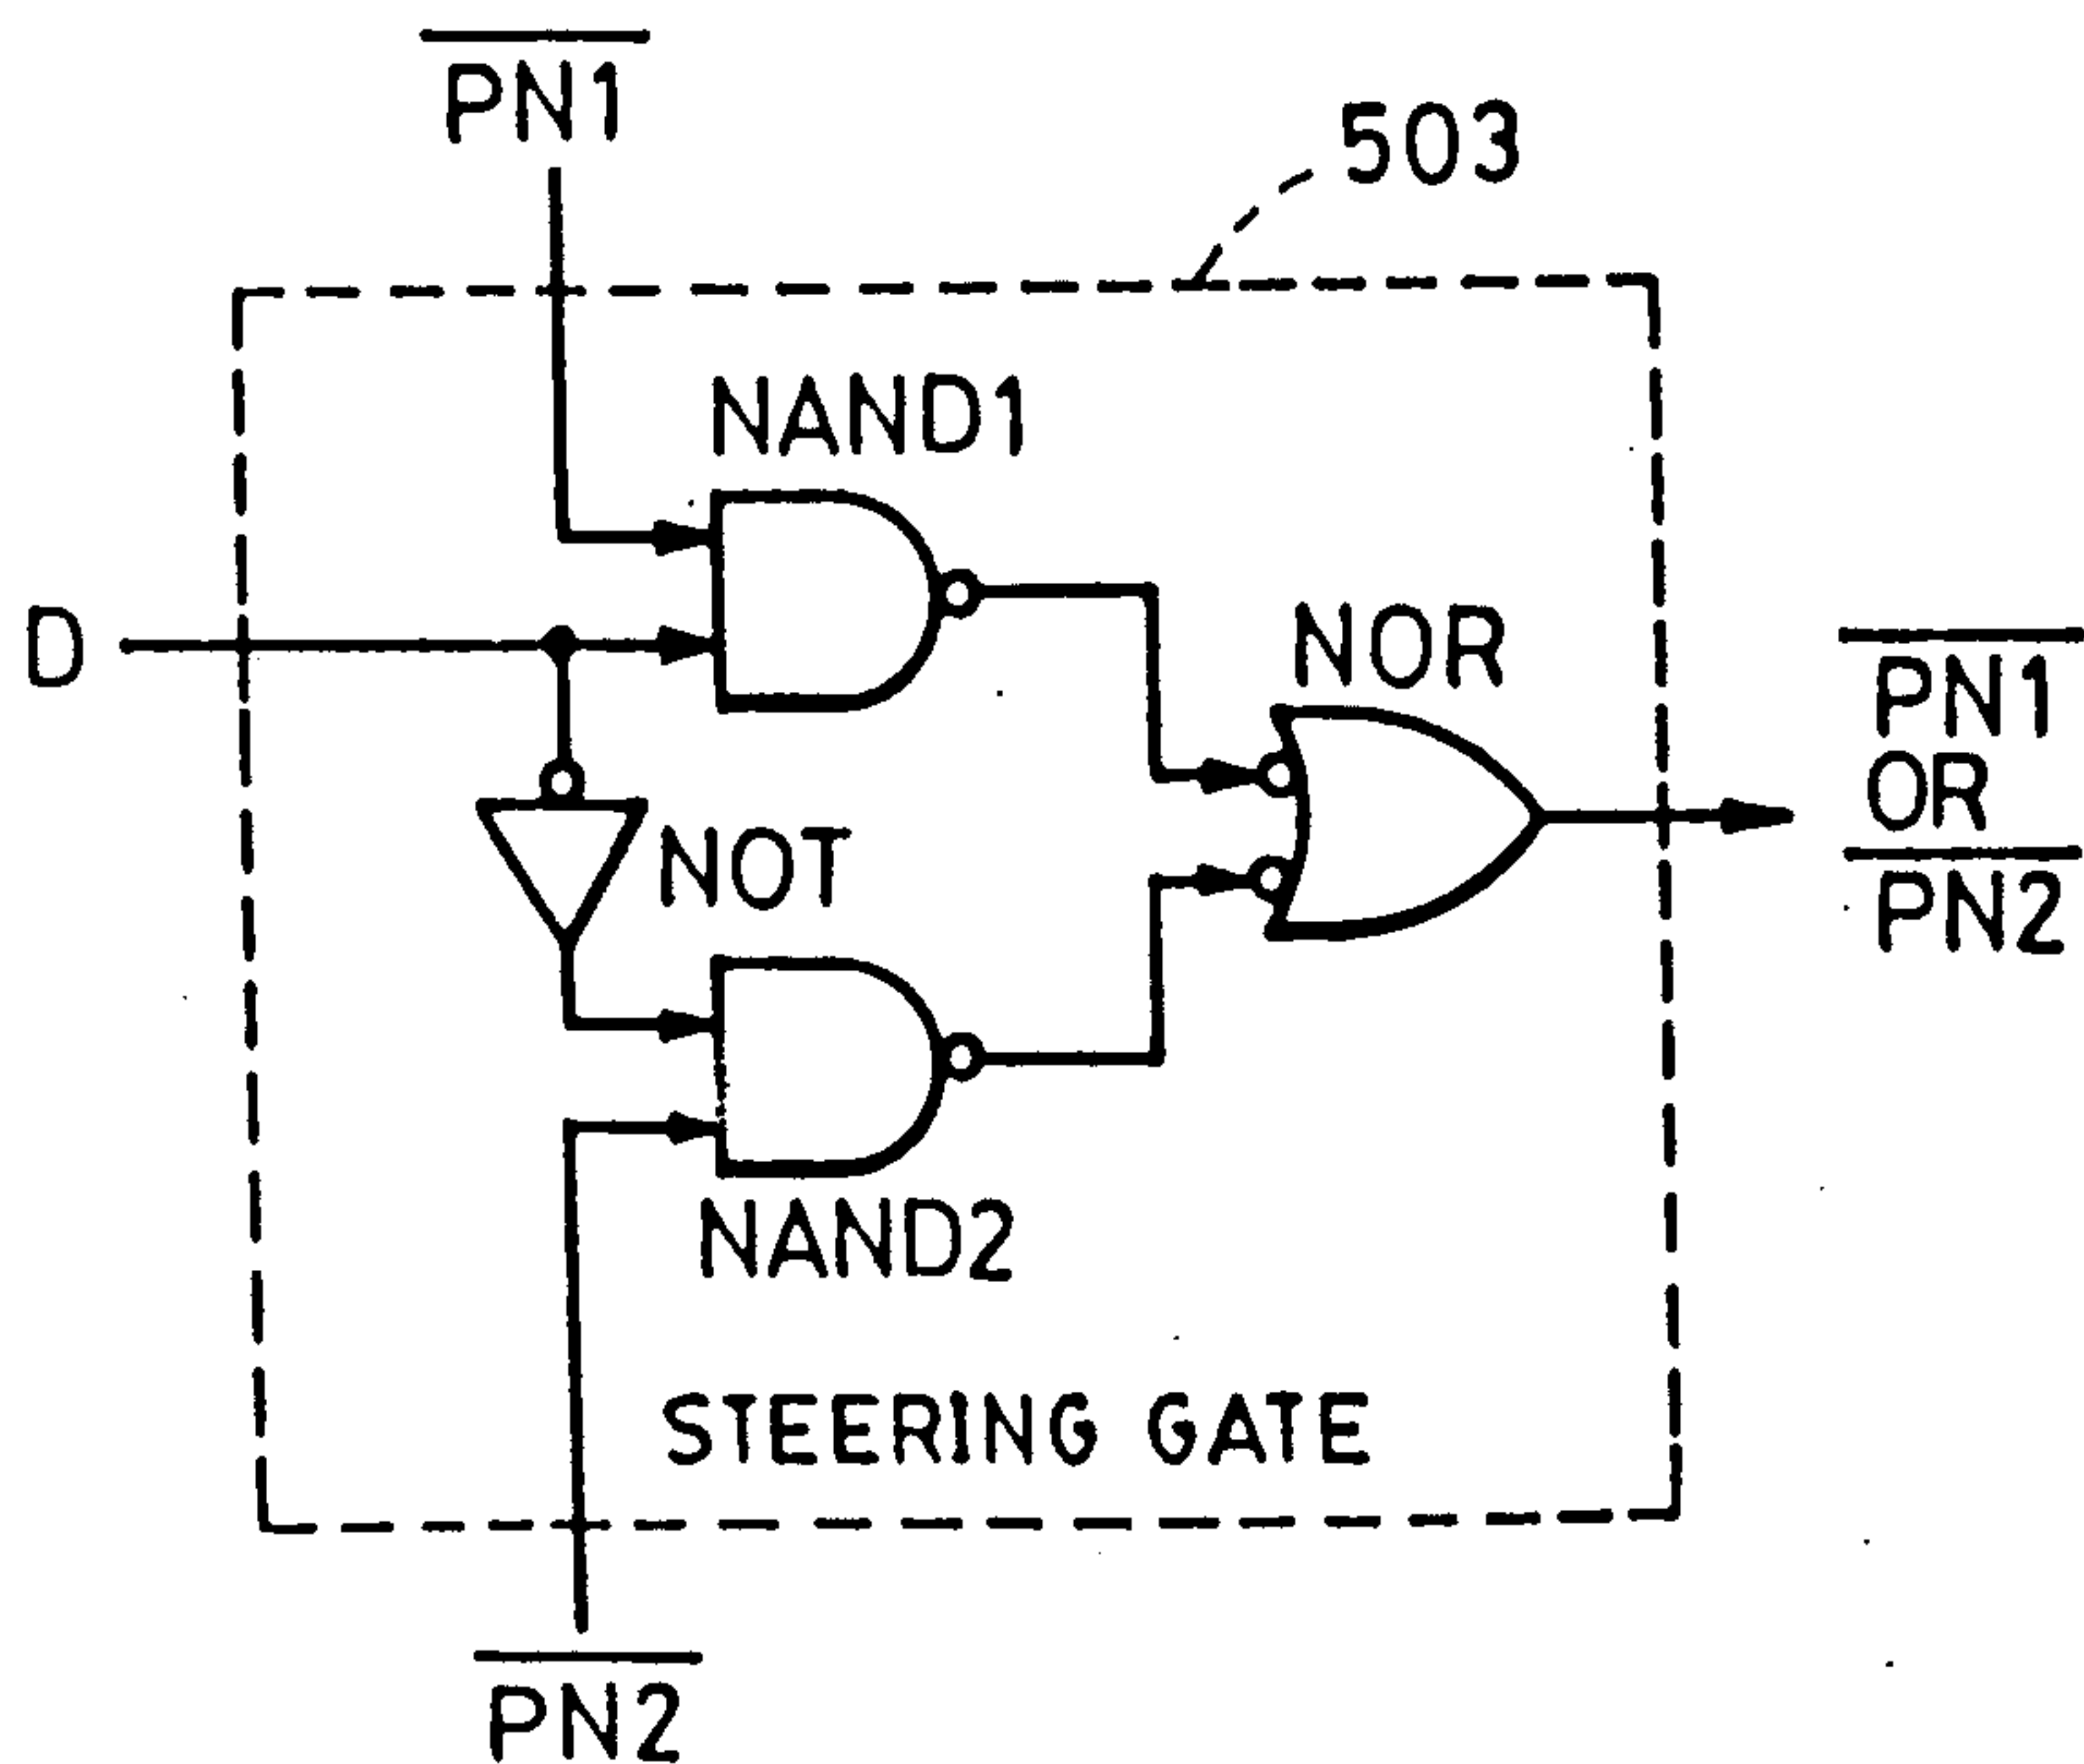 PN1
503
NAND1
D
NOR
NOT
PN1
OR
PN2
NAND2
STEERING GATE
PN2